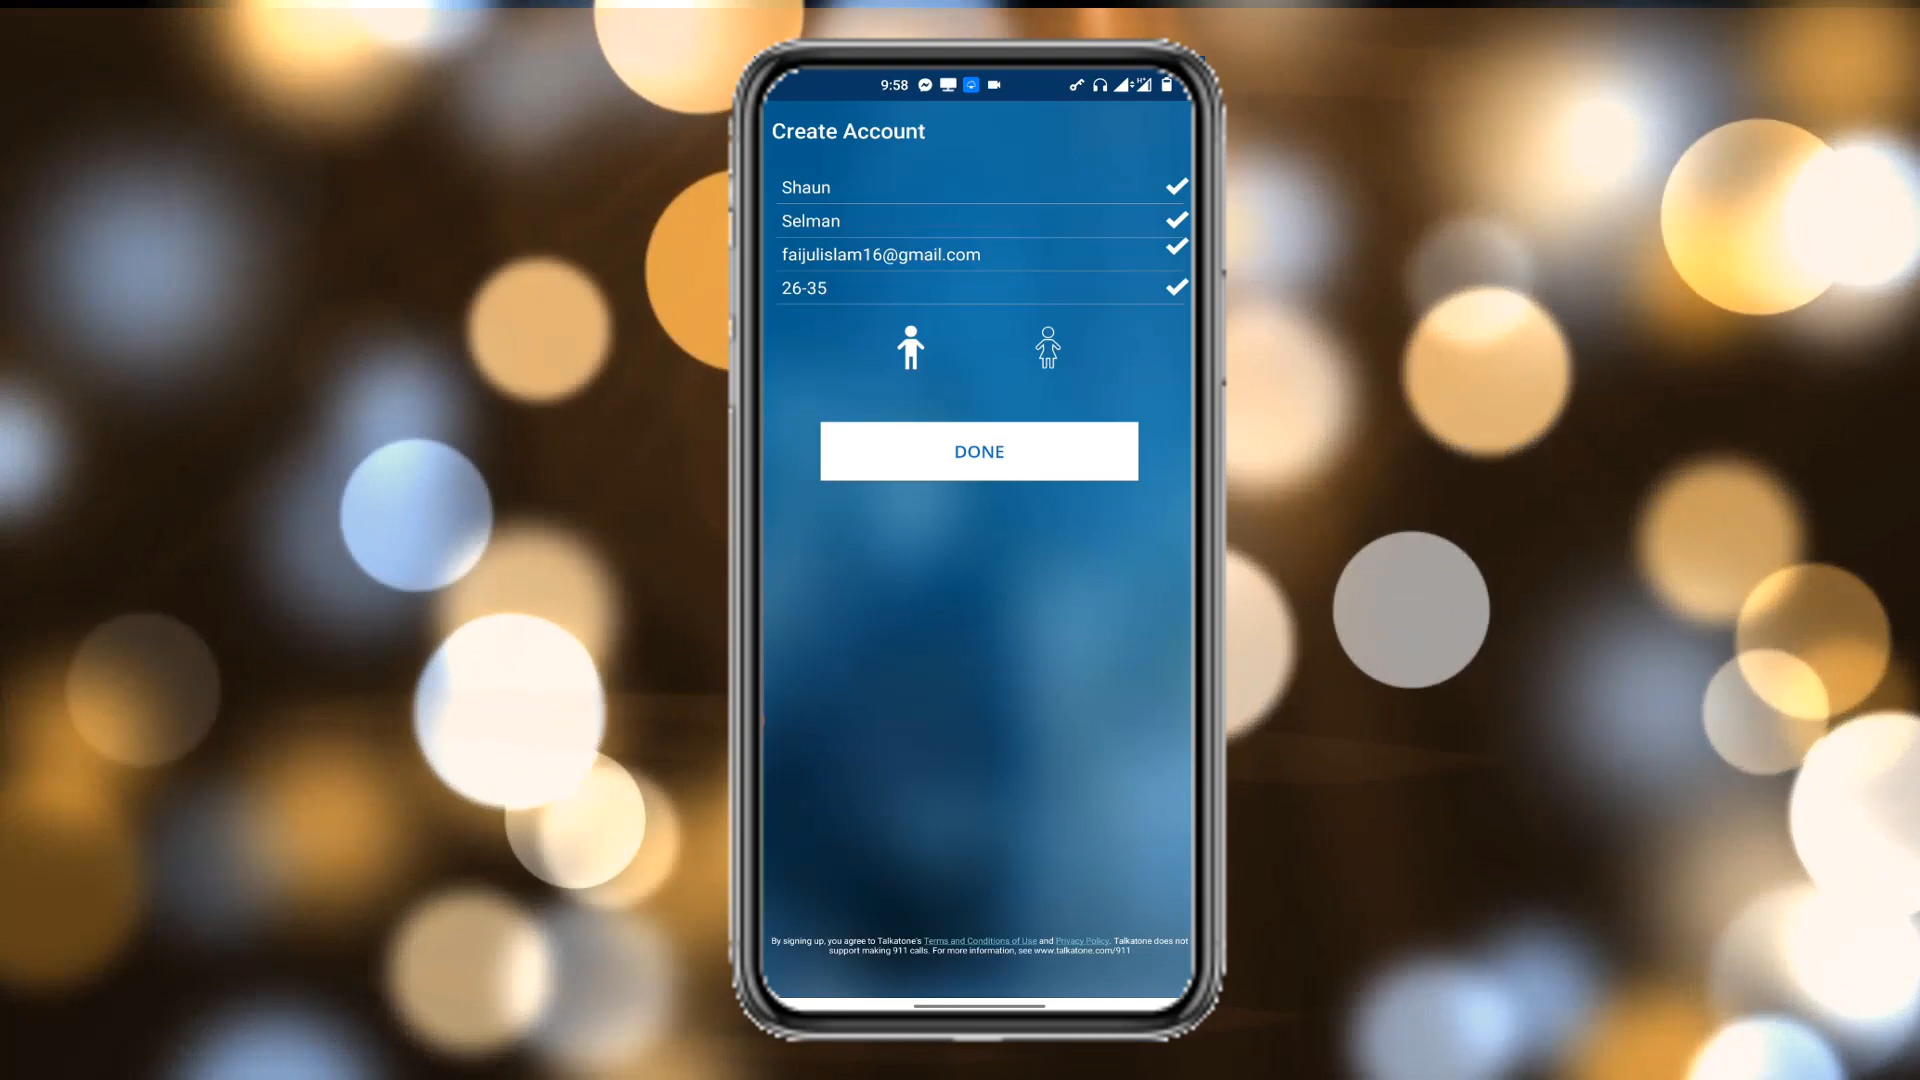 9:58
Create Account
Shaun
Selman
faijulislam16@gmail.com
26-35
DONE
By signing up, you agree to Talkatone's Terms and Conditions of Use and Privacy Policy. Talkatone does not
support making 911 calls. For more information, see www.talkatone.com/911